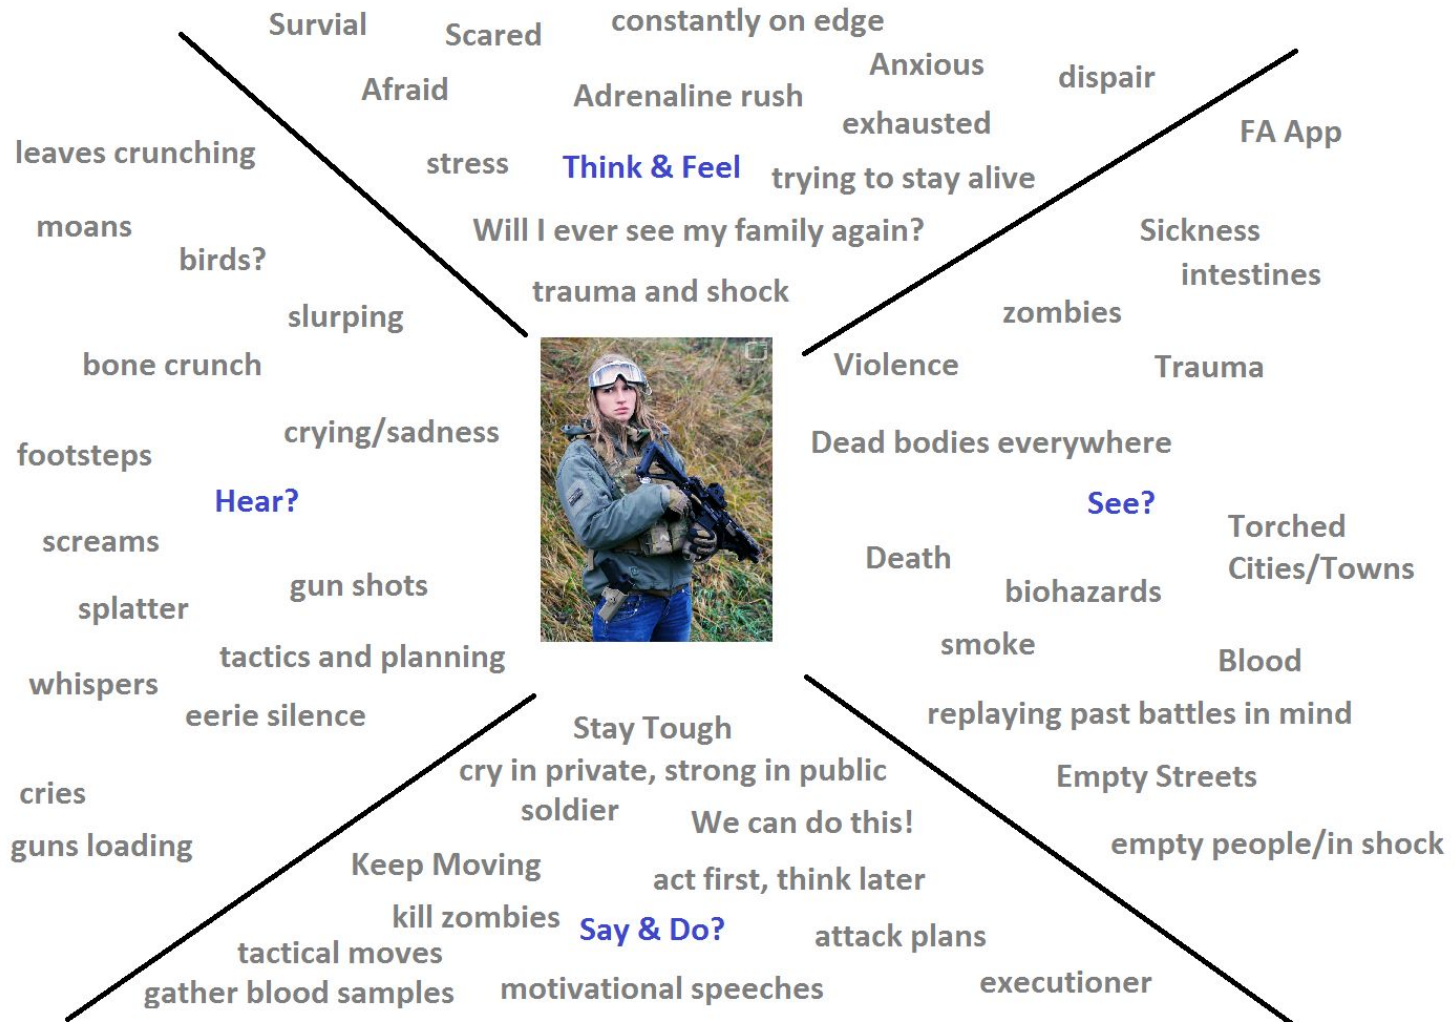 Survial
Scared
constantly on edge
Afraid
Adrenaline rush
Anxious
dispair
exhausted
stress
Think & Feel
trying to stay alive
Will I ever see my family again?
trauma and shock
leaves crunching
moans
birds?
slurping
bone crunch
crying/sadness
footsteps
Hear?
screams
gun shots
splatter
tactics and planning
whispers
eerie silence
cries
guns loading
FA App
Sickness
intestines
zombies
Violence
Trauma
Dead bodies everywhere
See?
Torched
Cities/Towns
Death
biohazards
smoke
Blood
replaying past battles in mind
Empty Streets
empty people/in shock
Stay Tough
cry in private, strong in public
soldier
We can do this!
Keep Moving
act first, think later
kill zombies
Say & Do?
attack plans
tactical moves
gather blood samples
motivational speeches
executioner